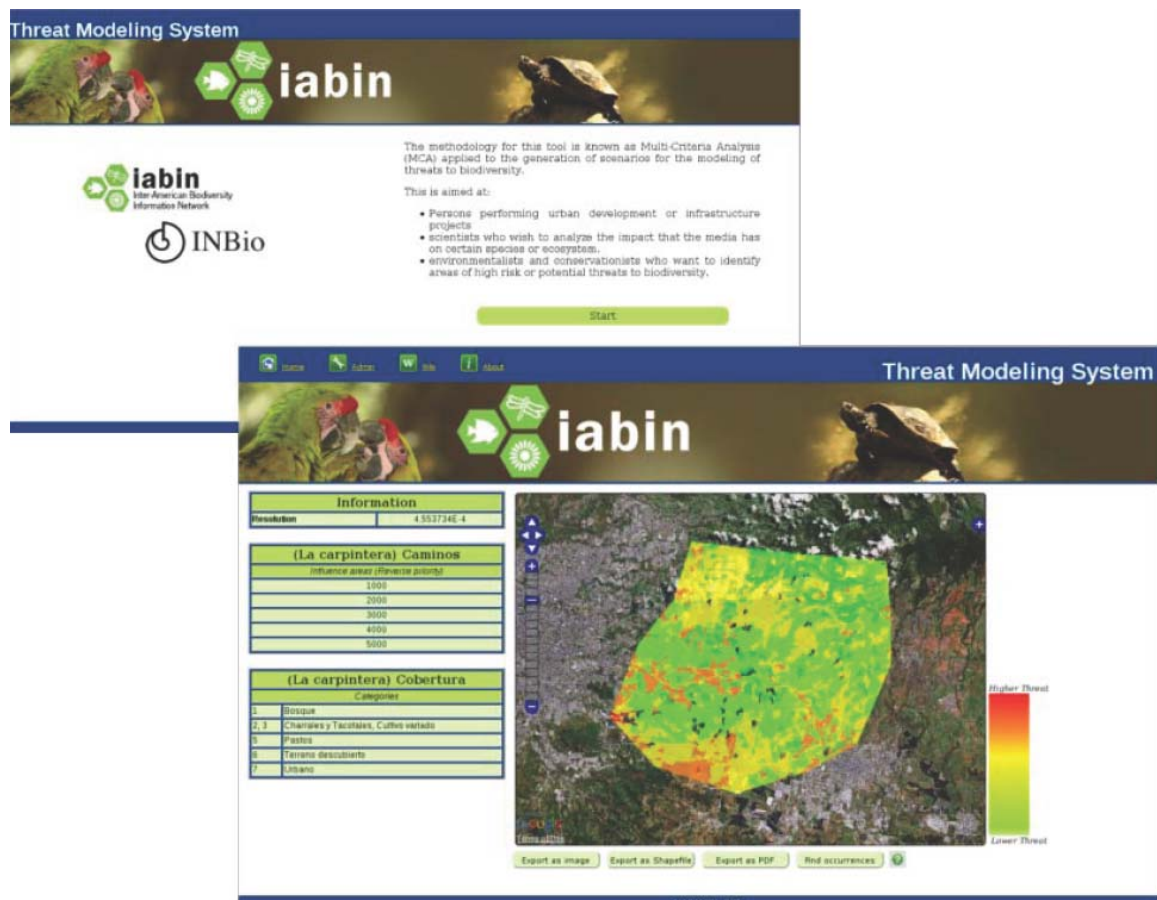 Threat Modeling System
iabin
iabin
Inter-American Biodiversity
Information Network
INBio
The methodology for this tool is known as Multi-Criteria Analysis
(MCA) applied to the generation of scenarios for the modeling of
threats to biodiversity.
This is aimed at:
• Persons performing urban development or infrastructure
projects
• scientists who wish to analyze the impact that the media has
on certain species or ecosystem.
• environmentalists and conservationists who want to identify
areas of high risk or potential threats to biodiversity.
Start
Home Admin W About
Threat Modeling System
iabin
Information
Resolution 4.553734E-4
(La carpintera) Caminos
Influence areas (Reverse priority)
1000
2000
3000
4000
5000
(La carpintera) Cobertura
Categories
1 Bosque
2, 3 Charrales y Tacotales, Cultivo variado
5 Pastos
6 Terreno descubierto
7 Urbano
Higher Threat
Lower Threat
Export as image Export as Shapefile Export as PDF find occurrences ?